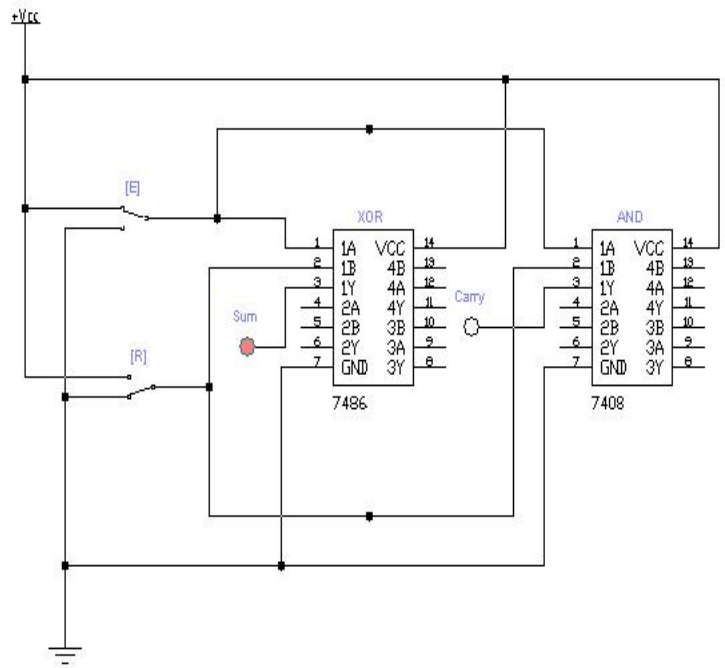 +Vcc
[E]
XOR
AND
1 1A VCC 14
2 1B 4B 13
3 1Y 4A 12
4 2A 4Y 11
5 2B 3B 10
6 2Y 3A 9
7 GND 3Y 8
7486
1 1A VCC 14
2 1B 4B 13
3 1Y 4A 12
4 2A 4Y 11
5 2B 3B 10
6 2Y 3A 9
7 GND 3Y 8
7408
Carry
Sum
[R]